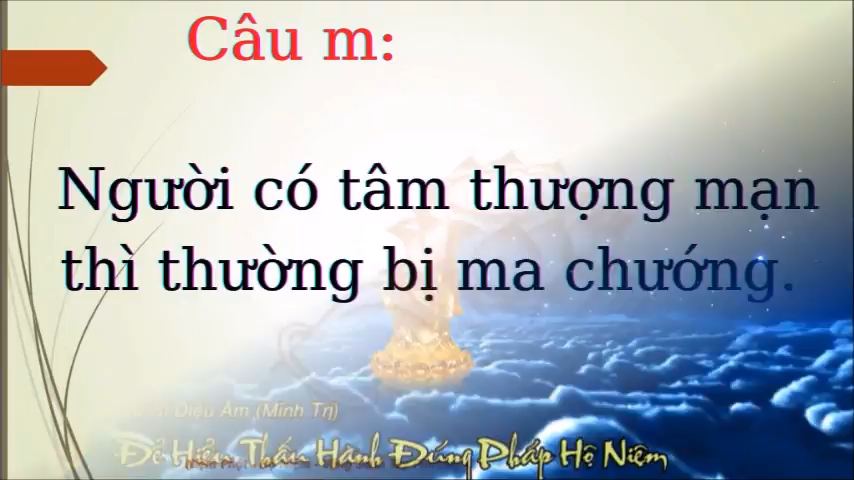 Câu m:
Người có tâm thượng mạn
thì thường bị ma chướng.
Diệu Âm (Minh Trị)
Để Hiểu Thấu Hành Đúng Pháp Hộ Niệm